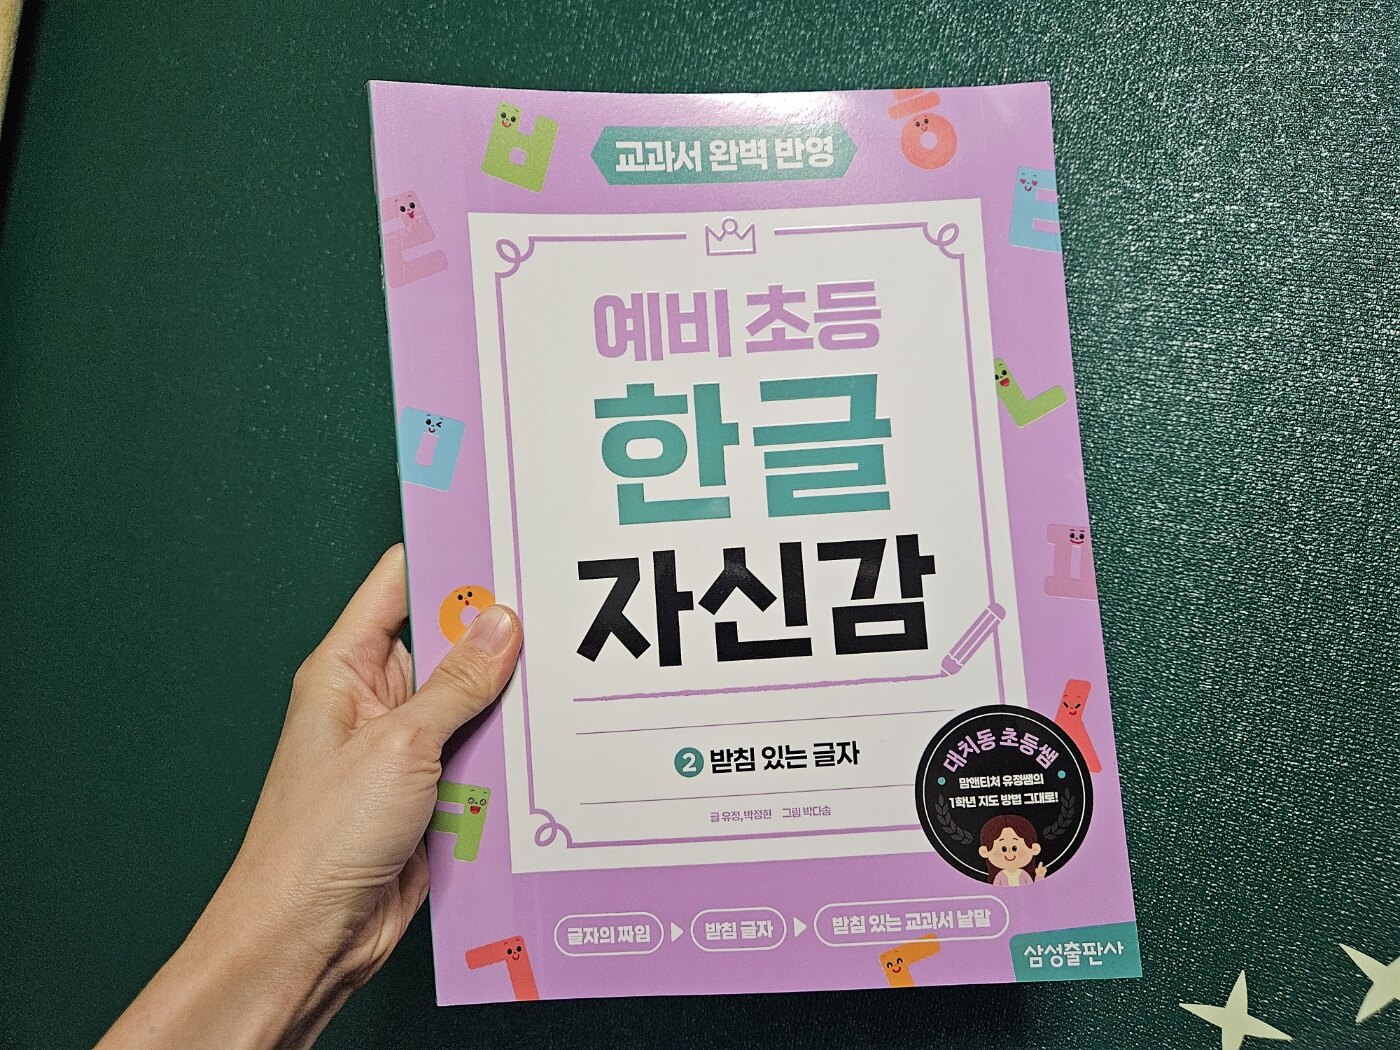 교과서 완벽 반영
예비 초등
한글
자신감
2 받침 있는 글자
글 유정, 박정현 그림 박다솜
대치동 초등쌤
맘앤티처 유정쌤의
1학년 지도 방법 그대로!
글자의 짜임 받침 글자 받침 있는 교과서 낱말
삼성출판사